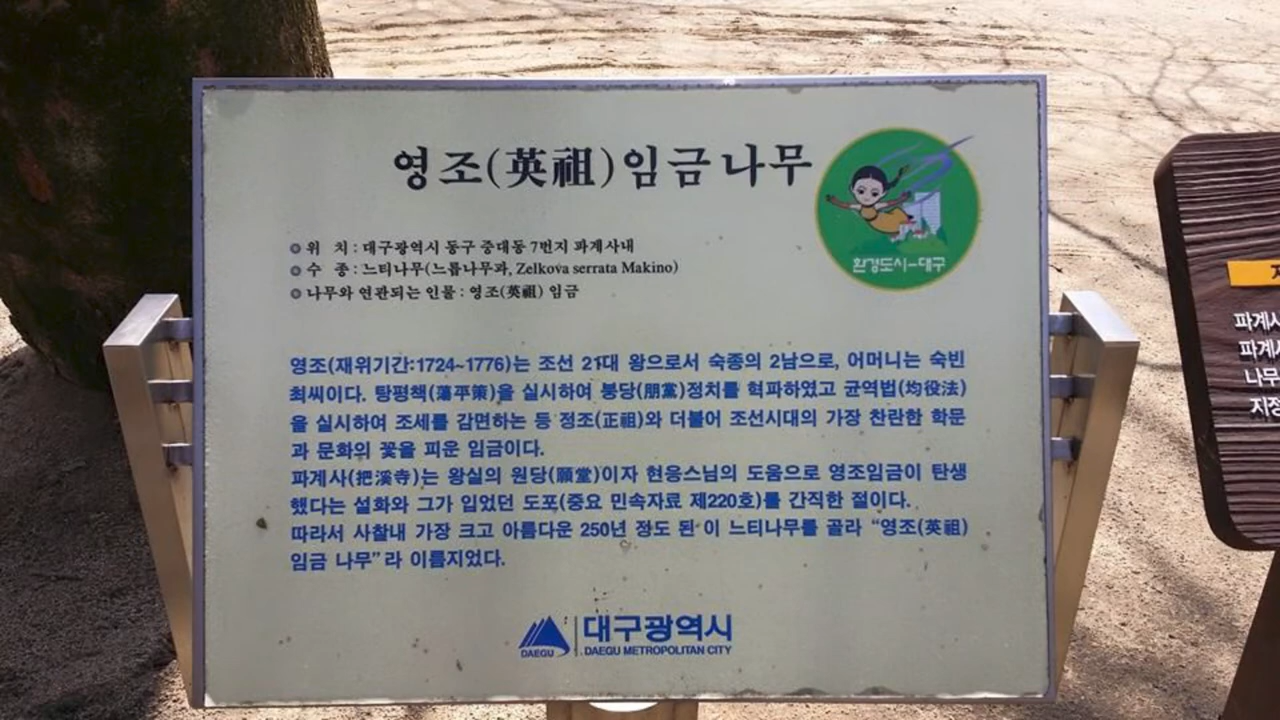 영조(英祖)임금나무
환경도시-대구
◎ 위 치 : 대구광역시 동구 중대동 7번지 파계사내
◎ 수 종 : 느티나무(느릅나무과, Zelkova serrata Makino)
◎ 나무와 연관되는 인물 : 영조(英祖) 임금
영조(재위기간:1724~1776)는 조선 21대 왕으로서 숙종의 2남으로, 어머니는 숙빈
최씨이다. 탕평책(蕩平策)을 실시하여 붕당(朋黨)정치를 혁파하였고 균역법(均役法)
을 실시하여 조세를 감면하는 등 정조(正祖)와 더불어 조선시대의 가장 찬란한 학문
과 문화의 꽃을 피운 임금이다.
파계사(把溪寺)는 왕실의 원당(願堂)이자 현응스님의 도움으로 영조임금이 탄생
했다는 설화와 그가 입었던 도포(중요 민속자료 제220호)를 간직한 절이다.
따라서 사찰내 가장 크고 아름다운 250년 정도 된 이 느티나무를 골라 “영조(英祖)
임금 나무”라 이름지었다.
DAEGU
대구광역시
DAEGU METROPOLITAN CITY
파계사
파계사
나무
지정